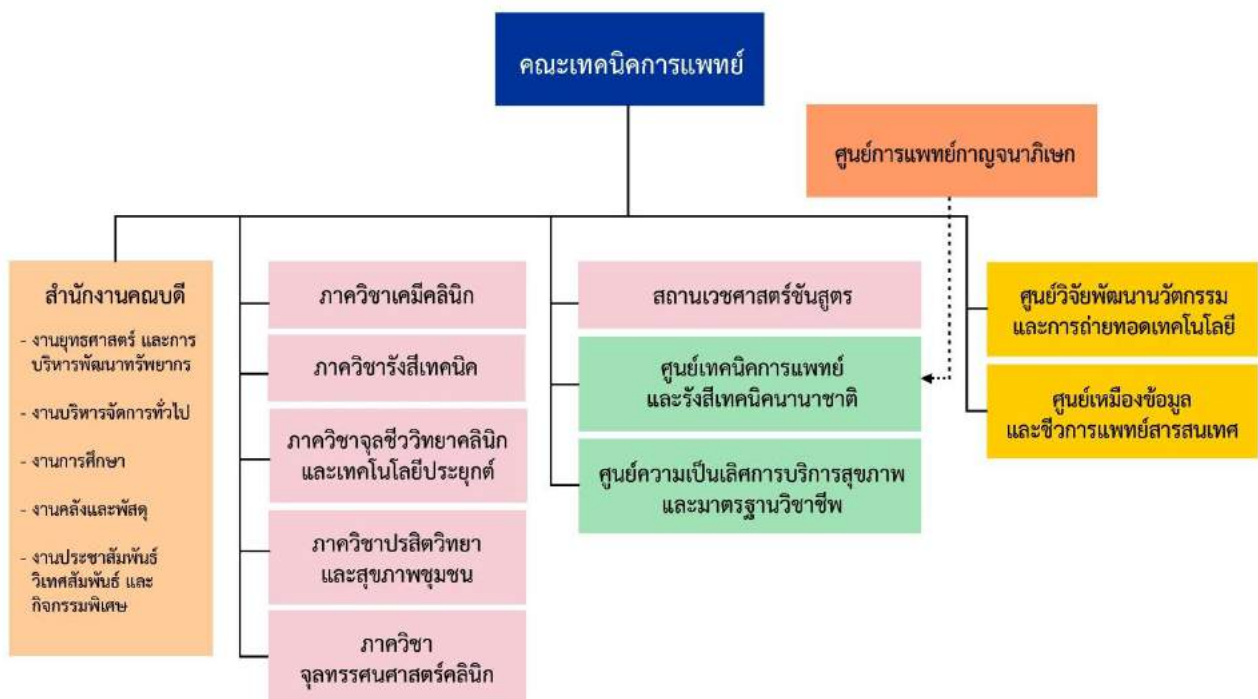 คณะเทคนิคการแพทย์
ศูนย์การแพทย์กาญจนาภิเษก
สำนักงานคณบดี
- งานยุทธศาสตร์ และการ
บริหารพัฒนาทรัพยากร
- งานบริหารจัดการทั่วไป
- งานการศึกษา
- งานคลังและพัสดุ
- งานประชาสัมพันธ์
วิเทศสัมพันธ์ และ
กิจกรรมพิเศษ
ภาควิชาเคมีคลินิก
ภาควิชารังสีเทคนิค
ภาควิชาจุลชีววิทยาคลินิก
และเทคโนโลยีประยุกต์
ภาควิชาปรสิตวิทยา
และสุขภาพชุมชน
ภาควิชา
จุลทรรศนศาสตร์คลินิก
สถานเวชศาสตร์ชันสูตร
ศูนย์เทคนิคการแพทย์
และรังสีเทคนิคนานาชาติ
ศูนย์ความเป็นเลิศการบริการสุขภาพ
และมาตรฐานวิชาชีพ
ศูนย์วิจัยพัฒนานวัตกรรม
และการถ่ายทอดเทคโนโลยี
ศูนย์เหมืองข้อมูล
และชีวการแพทย์สารสนเทศ